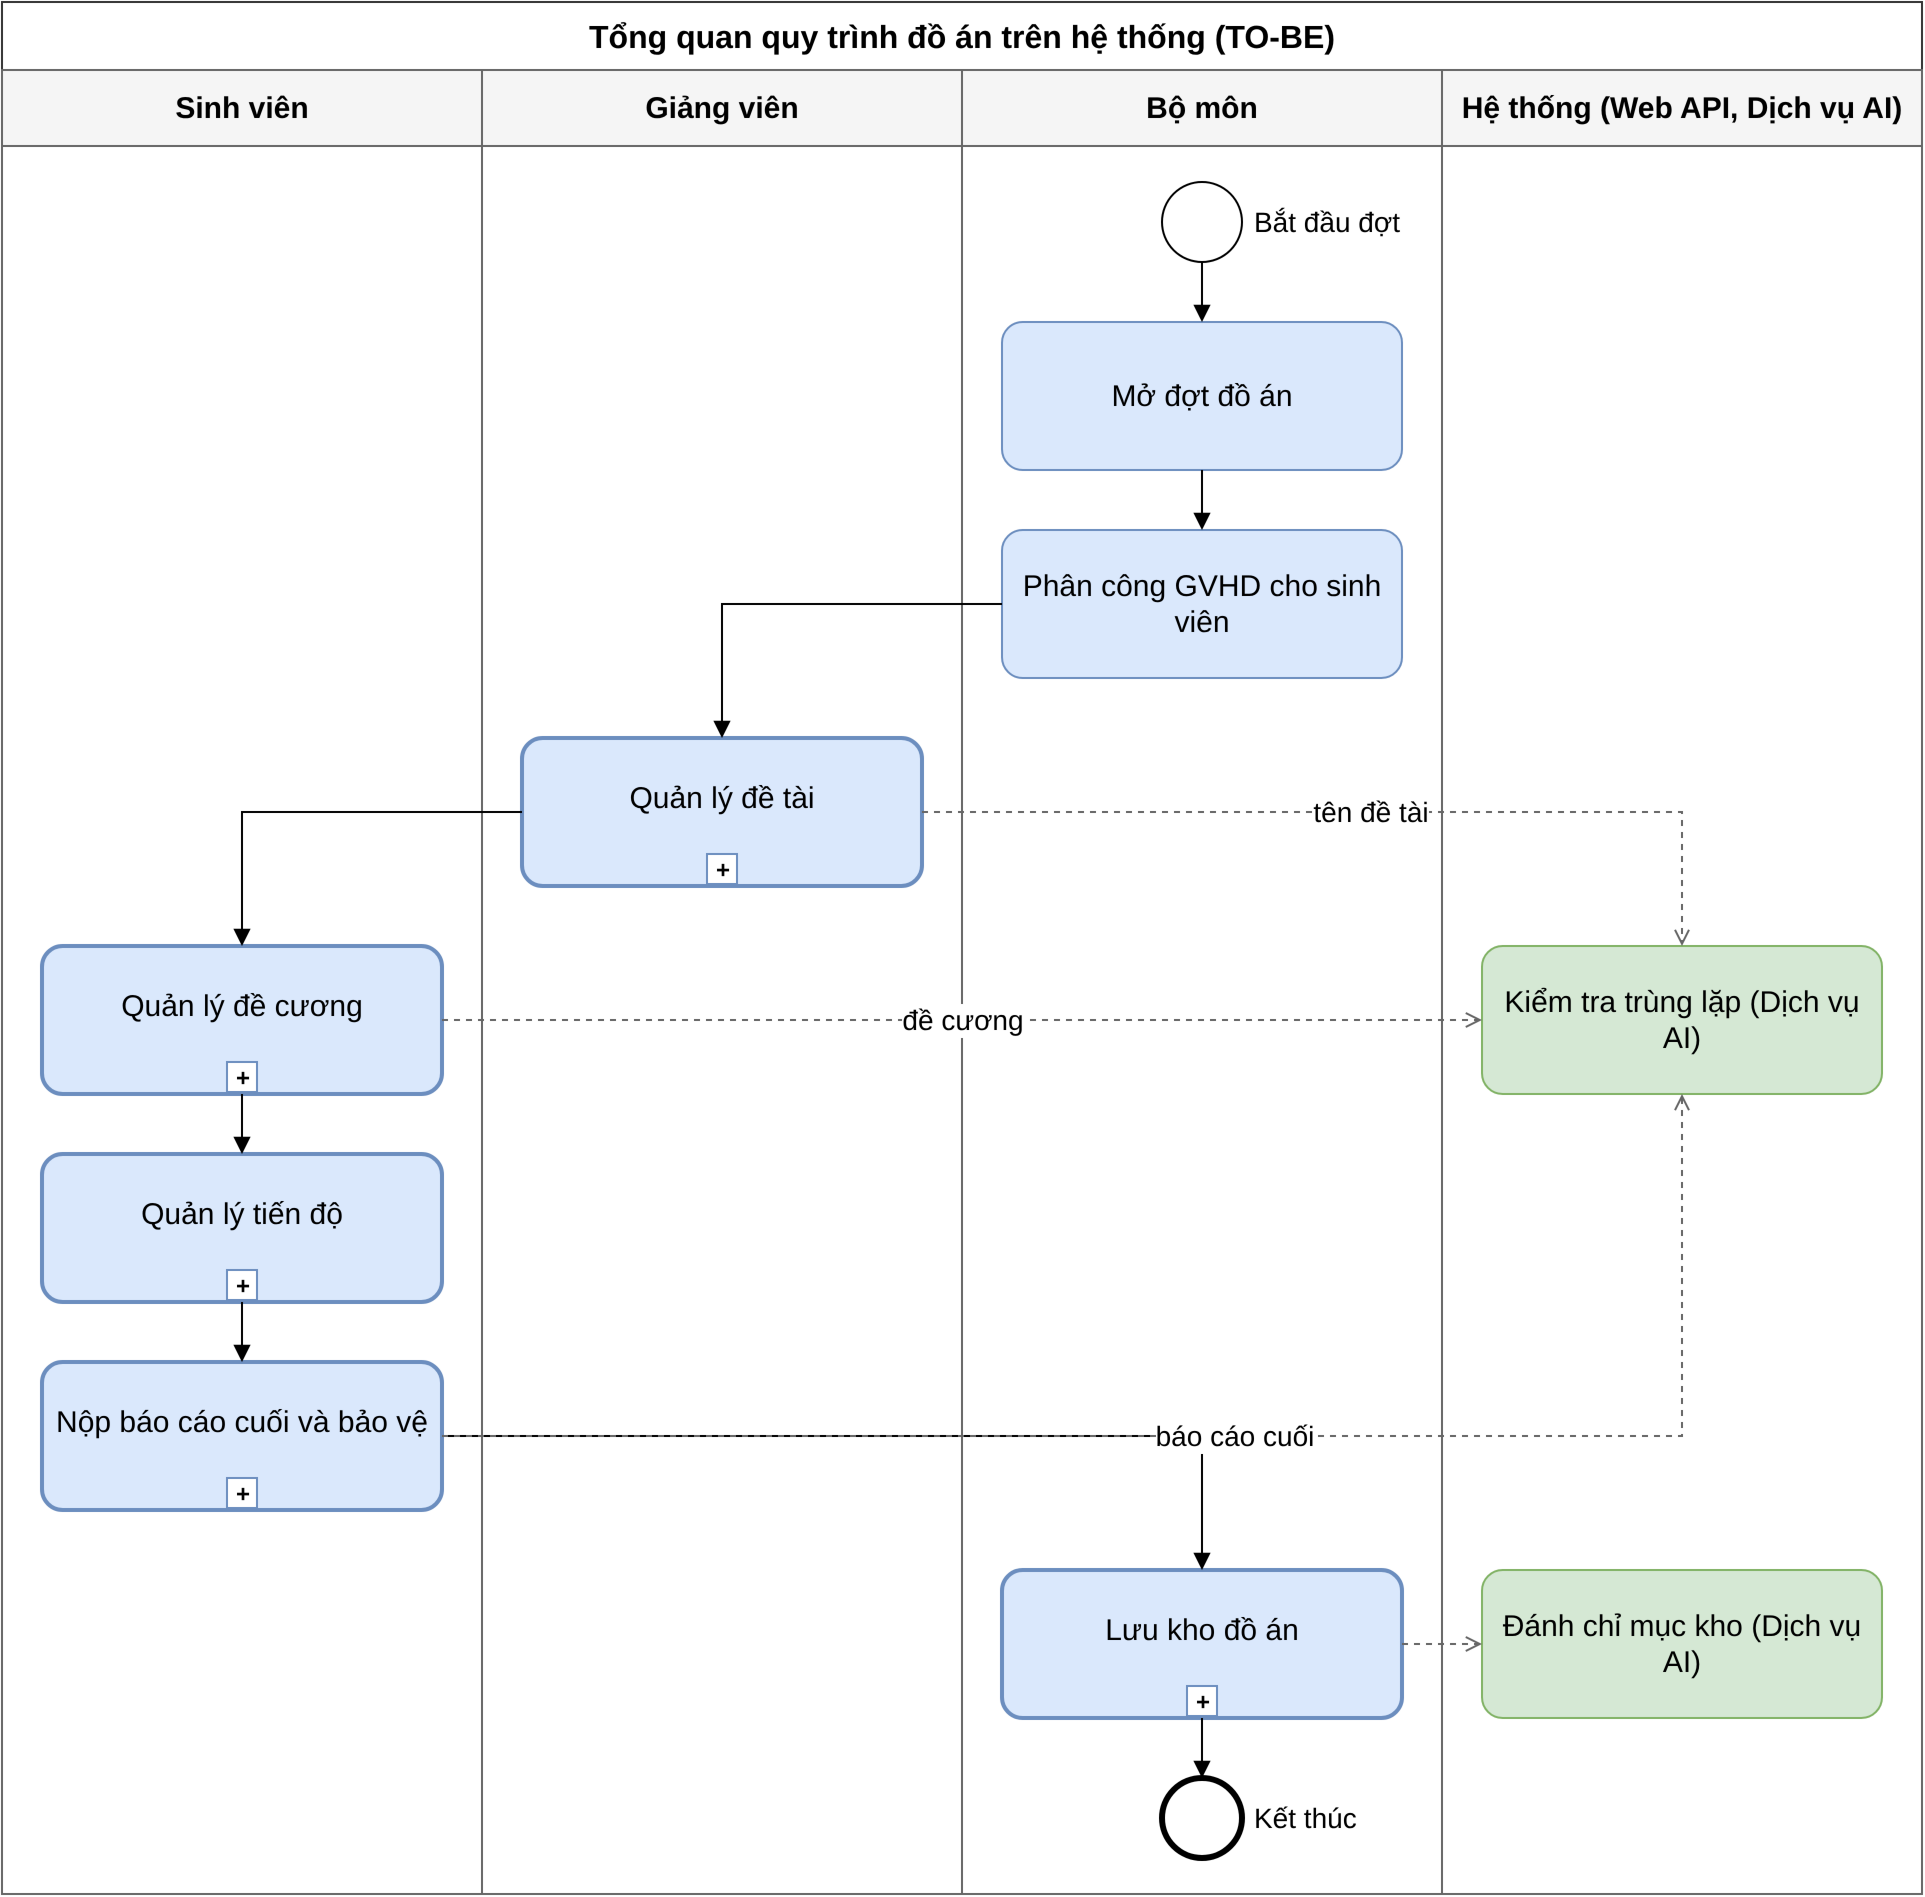 Tổng quan quy trình đồ án trên hệ thống (TO-BE)
Sinh viên
Giảng viên
Bộ môn
Hệ thống (Web API, Dịch vụ AI)
Bắt đầu đợt
Mở đợt đồ án
Phân công GVHD cho sinh
viên
Quản lý đề tài
+
tên đề tài
Quản lý đề cương
+
đề cương
Kiểm tra trùng lặp (Dịch vụ
AI)
Quản lý tiến độ
+
Nộp báo cáo cuối và bảo vệ
+
báo cáo cuối
Lưu kho đồ án
+
Đánh chỉ mục kho (Dịch vụ
AI)
Kết thúc